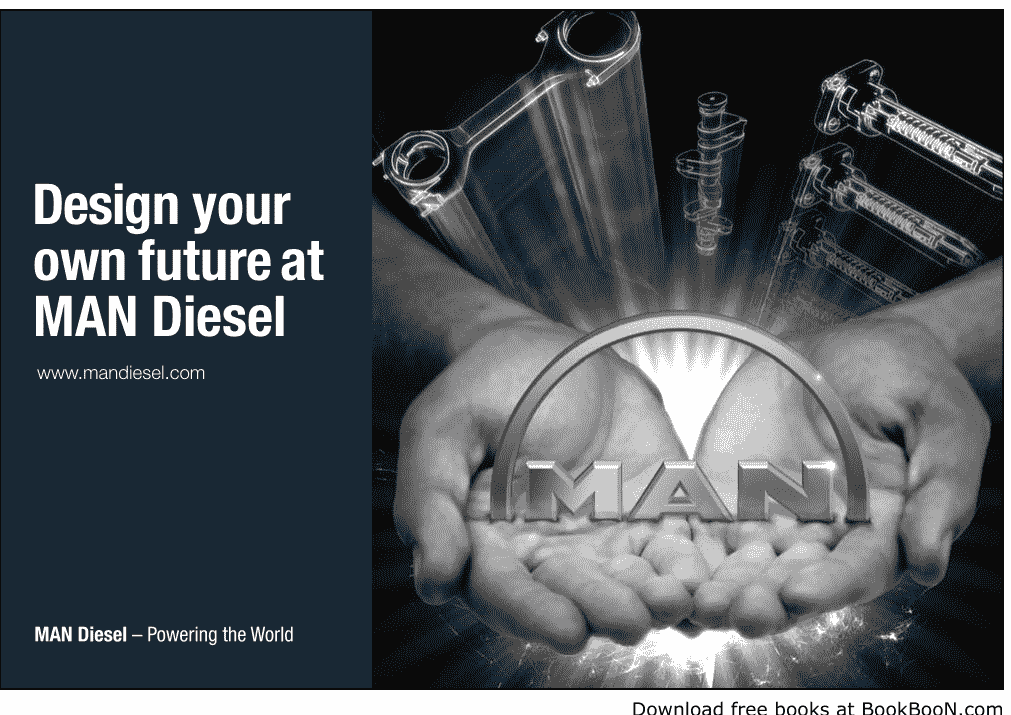 Design your
own future at
MAN Diesel
www.mandiesel.com
MAN
MAN Diesel – Powering the World
Download free books at BookBooN.com